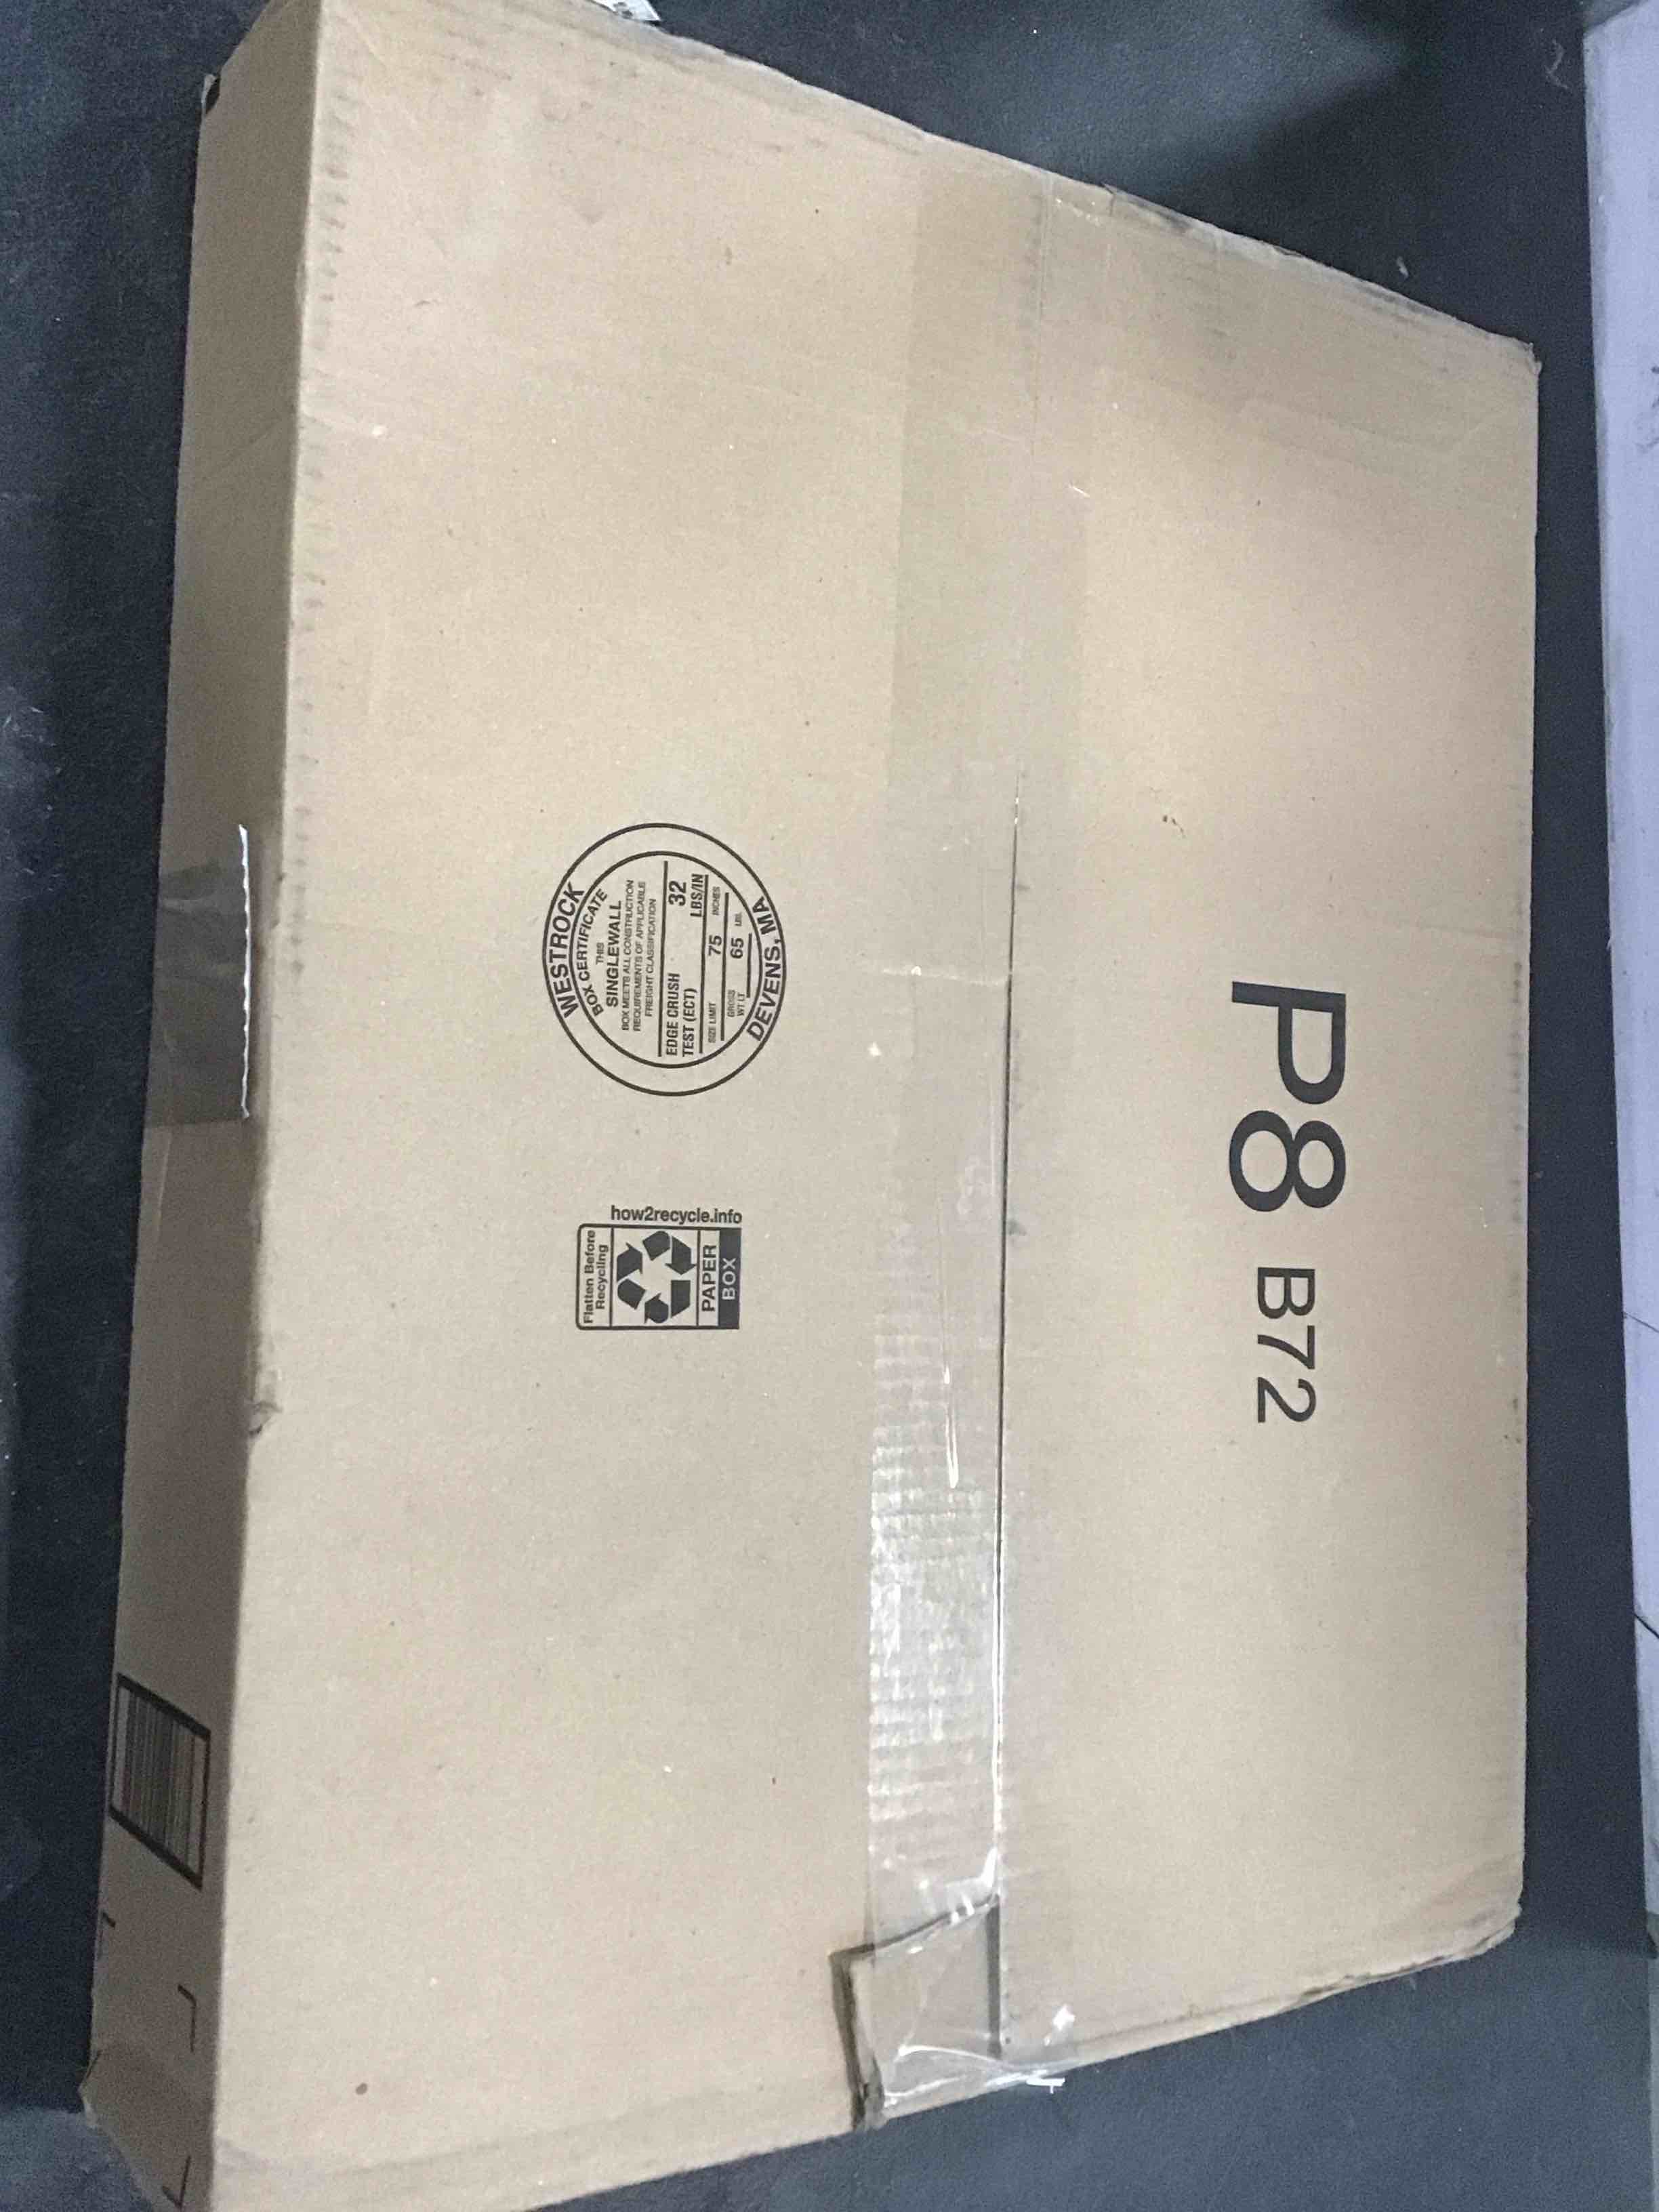 WESTROCK
BOX CERTIFICATE
THIS
SINGLEWALL
BOX MEETS ALL CONSTRUCTION
REQUIREMENTS OF APPLICABLE
FREIGHT CLASSIFICATION
EDGE CRUSH
TEST (ECT) 32
LBS/IN
SIZE LIMIT 75 INCHES
GROSS
WT LT 65 LBS.
DEVENS, MA
how2recycle.info
Flatten Before
Recycling
PAPER
BOX
P8 B72